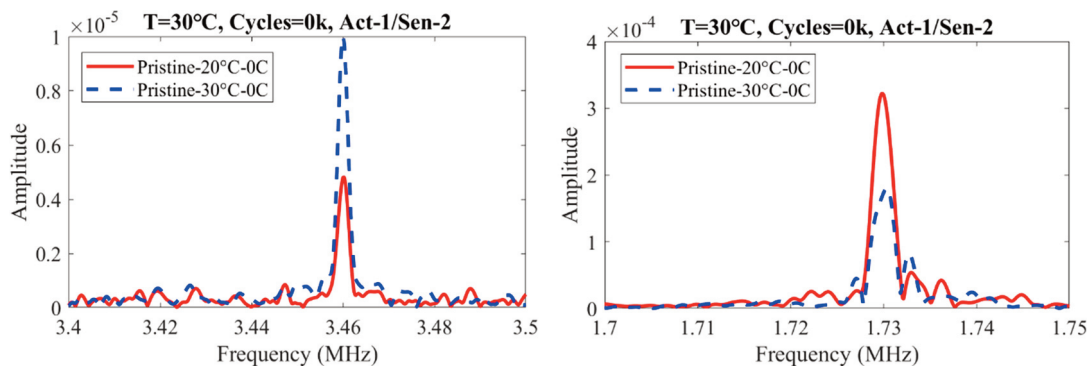 ×10⁻⁵ T=30°C, Cycles=0k, Act-1/Sen-2
Pristine-20°C-0C
Pristine-30°C-0C
1
0.8
0.6
0.4
0.2
0
Amplitude
3.4 3.42 3.44 3.46 3.48 3.5
Frequency (MHz)
×10⁻⁴ T=30°C, Cycles=0k, Act-1/Sen-2
Pristine-20°C-0C
Pristine-30°C-0C
4
3
2
1
0
Amplitude
1.7 1.71 1.72 1.73 1.74 1.75
Frequency (MHz)